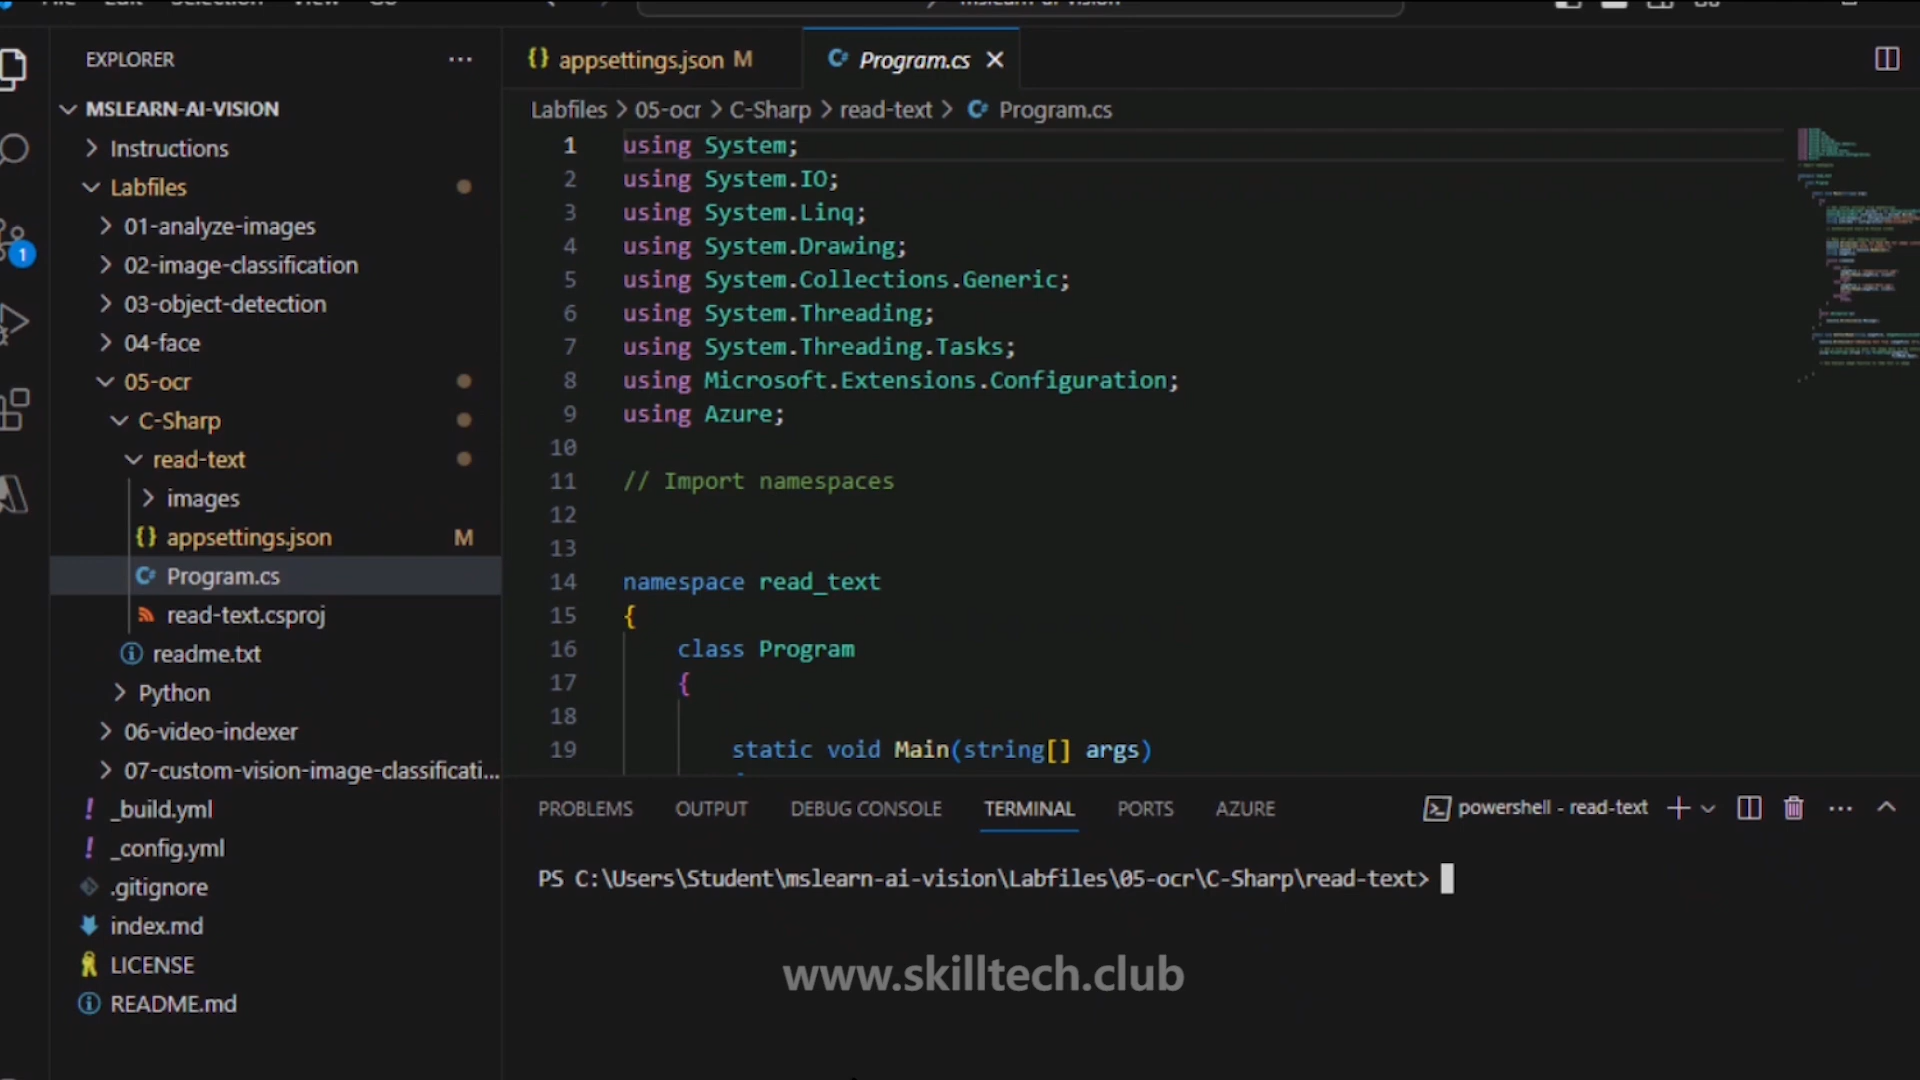 mslearn-ai-vision
EXPLORER
MSLEARN-AI-VISION
Instructions
Labfiles
01-analyze-images
02-image-classification
03-object-detection
04-face
05-ocr
C-Sharp
read-text
images
{} appsettings.json M
Program.cs
read-text.csproj
readme.txt
Python
06-video-indexer
07-custom-vision-image-classificati...
! _build.yml
! _config.yml
.gitignore
index.md
LICENSE
README.md
1
{} appsettings.json M
C# Program.cs ×
Labfiles > 05-ocr > C-Sharp > read-text > C# Program.cs
1 using System;
2 using System.IO;
3 using System.Linq;
4 using System.Drawing;
5 using System.Collections.Generic;
6 using System.Threading;
7 using System.Threading.Tasks;
8 using Microsoft.Extensions.Configuration;
9 using Azure;
10
11 // Import namespaces
12
13
14 namespace read_text
15 {
16 class Program
17 {
18
19 static void Main(string[] args)
PROBLEMS OUTPUT DEBUG CONSOLE TERMINAL PORTS AZURE
powershell - read-text
PS C:\Users\Student\mslearn-ai-vision\Labfiles\05-ocr\C-Sharp\read-text>
www.skilltech.club